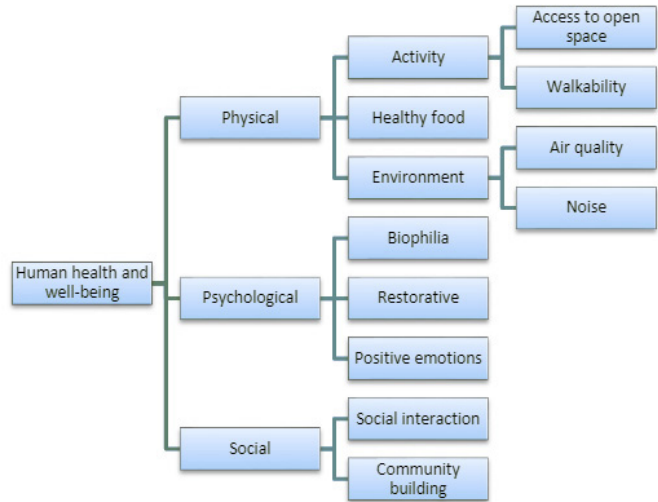 Human health and
well-being
Physical
Activity
Access to open
space
Walkability
Healthy food
Environment
Air quality
Noise
Psychological
Biophilia
Restorative
Positive emotions
Social
Social interaction
Community
building